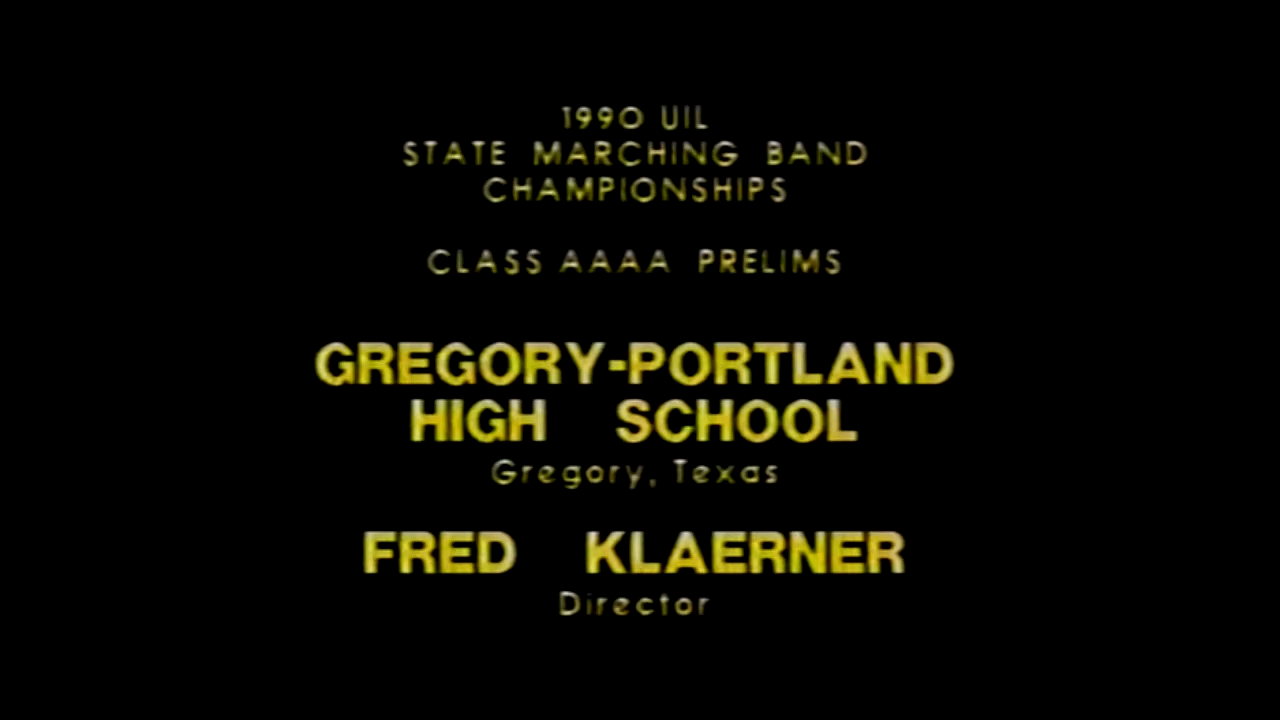 1990 UIL
STATE MARCHING BAND
CHAMPIONSHIPS
CLASS AAAA PRELIMS
GREGORY-PORTLAND
HIGH SCHOOL
Gregory, Texas
FRED KLAERNER
Director